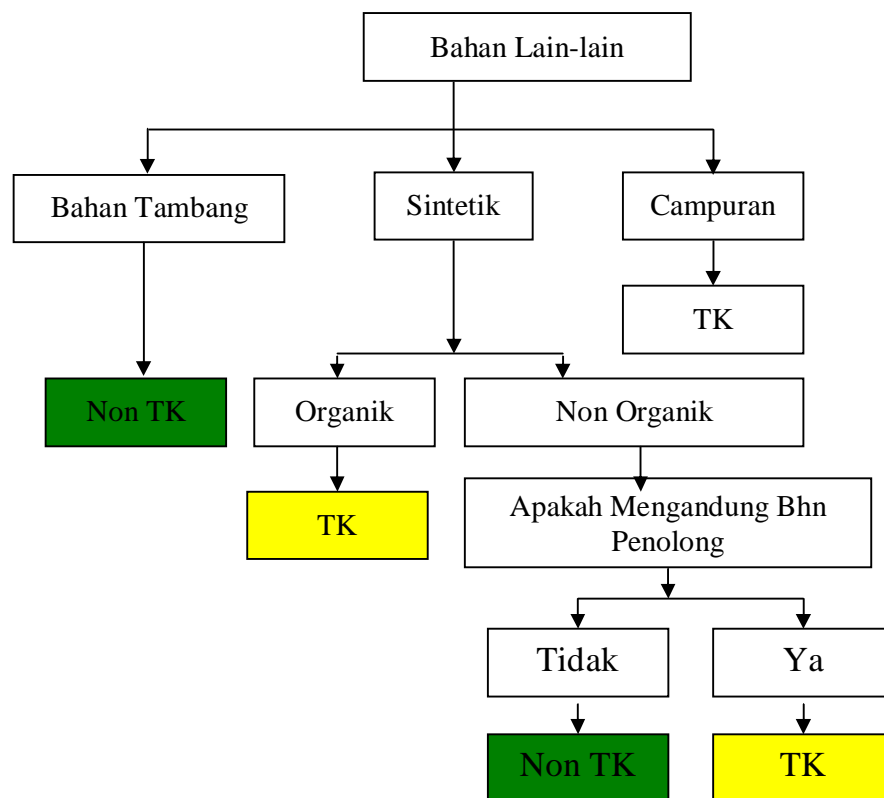 Bahan Lain-lain
Bahan Tambang
Sintetik
Campuran
TK
Non TK
Organik
Non Organik
TK
Apakah Mengandung Bhn
Penolong
Tidak
Ya
Non TK
TK